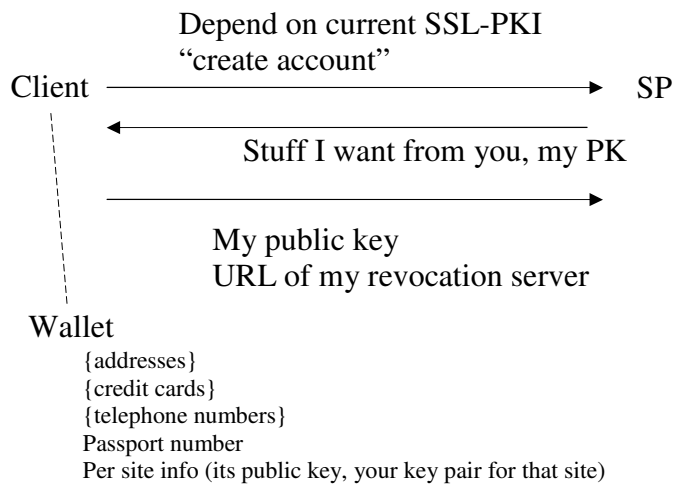 Depend on current SSL-PKI
“create account”
Client
SP
Stuff I want from you, my PK
My public key
URL of my revocation server
Wallet
{addresses}
{credit cards}
{telephone numbers}
Passport number
Per site info (its public key, your key pair for that site)